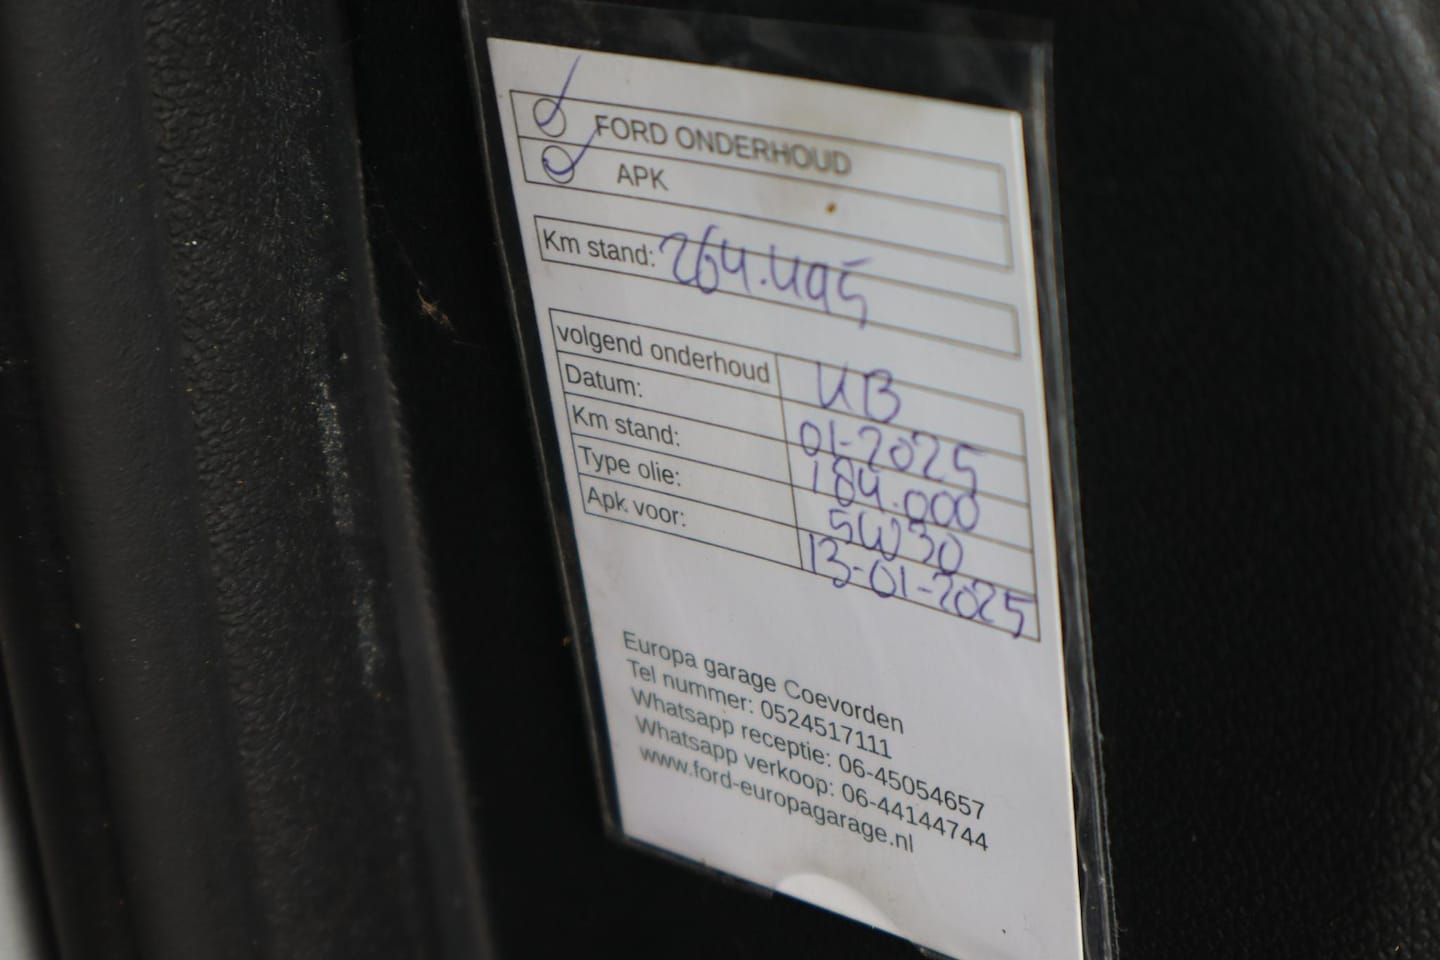 FORD ONDERHOUD
APK
Km stand: 264.495
volgend onderhoud KB
Datum: 01-2025
Km stand: 184.000
Type olie: 5W30
Apk voor: 13-01-2025
Europa garage Coevorden
Tel nummer: 0524517111
Whatsapp receptie: 06-45054657
Whatsapp verkoop: 06-44144744
www.ford-europagarage.nl